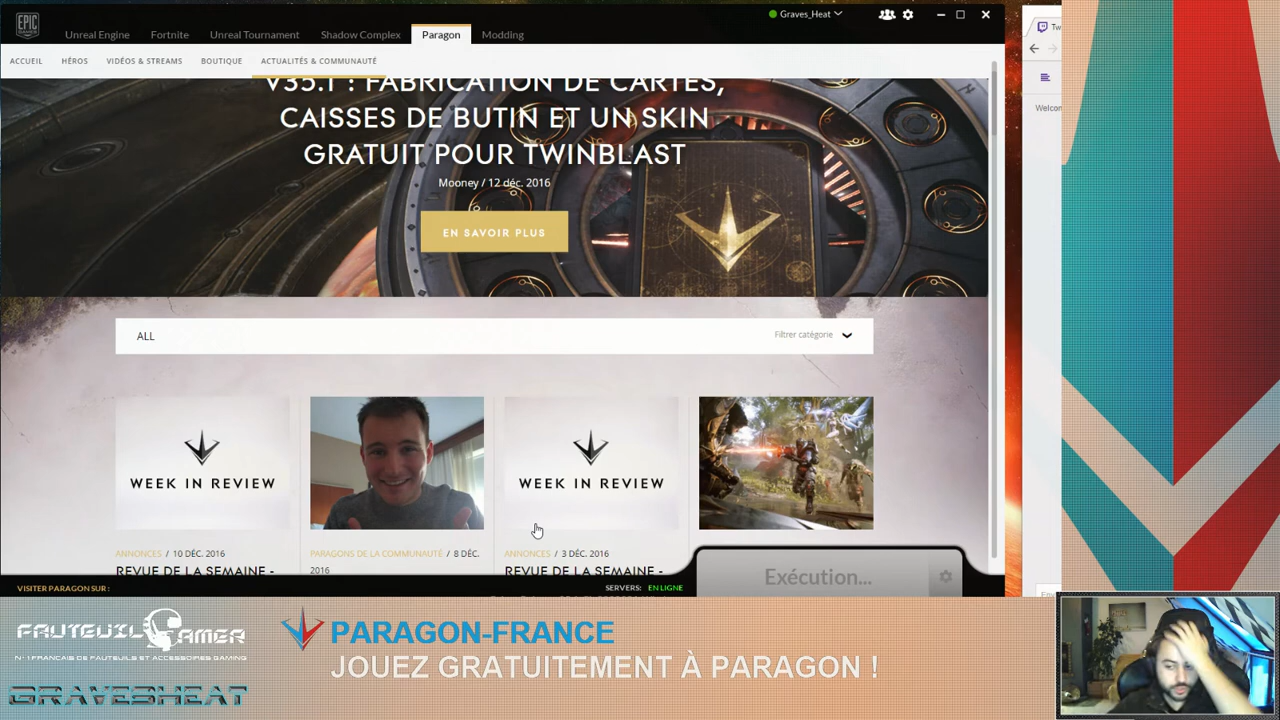 EPIC GAMES
Graves_Heat
Unreal Engine
Fortnite
Unreal Tournament
Shadow Complex
Paragon
Modding
Tw
ACCUEIL
HÉROS
VIDÉOS & STREAMS
BOUTIQUE
ACTUALITÉS & COMMUNAUTÉ
V35.1 : FABRICATION DE CARTES,
CAISSES DE BUTIN ET UN SKIN
GRATUIT POUR TWINBLAST
Mooney / 12 déc. 2016
EN SAVOIR PLUS
Welcom
ALL
Filtrer catégorie
WEEK IN REVIEW
WEEK IN REVIEW
ANNONCES / 10 DÉC. 2016
REVUE DE LA SEMAINE -
PARAGONS DE LA COMMUNAUTÉ / 8 DÉC.
2016
ANNONCES / 3 DÉC. 2016
REVUE DE LA SEMAINE -
Exécution...
VISITER PARAGON SUR :
SERVERS: EN LIGNE
Env
FAUTEUIL GAMER
N°1 FRANCAIS DE FAUTEUILS ET ACCESSOIRES GAMING
GRAVESHEAT
PARAGON-FRANCE
JOUEZ GRATUITEMENT À PARAGON !